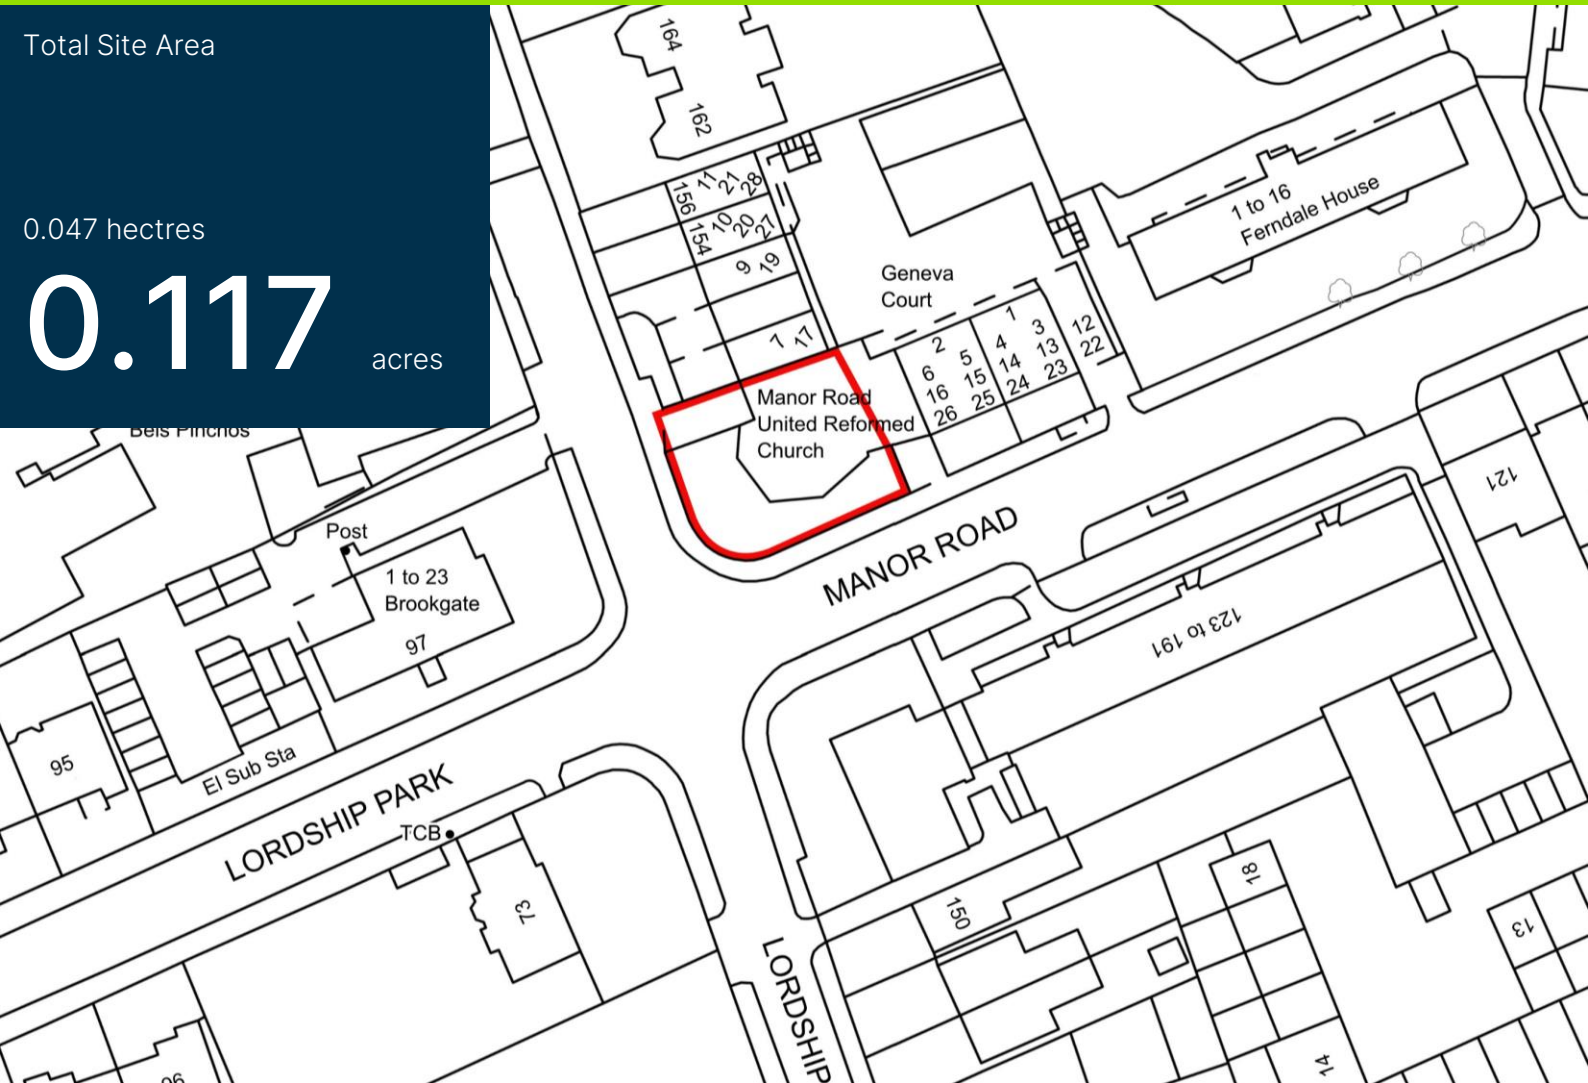 Total Site Area
0.047 hectres
0.117 acres
164
162
156 11 21 28
154 10 20 27
9 19
7 17
Geneva
Court
1 to 16
Ferndale House
2
1
6 5 4 3 12
16 15 14 13 22
26 25 24 23
Manor Road
United Reformed
Church
MANOR ROAD
121
123 to 191
Bels Pinchos
Post
1 to 23
Brookgate
97
95
El Sub Sta
LORDSHIP PARK
TCB
73
150
18
13
14
LORDSHIP
96